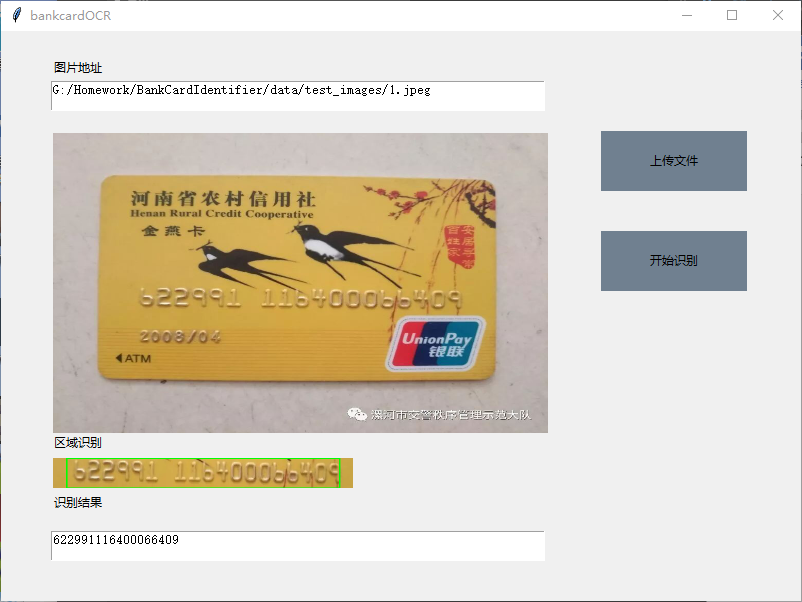 bankcardOCR
图片地址
G:/Homework/BankCardIdentifier/data/test_images/1.jpeg
上传文件
开始识别
河南省农村信用社
Henan Rural Credit Cooperative
金燕卡
622991 116400066409
2008/04
ATM
UnionPay
银联
漯河市交警秩序管理示范大队
区域识别
622991 116400066409
识别结果
622991116400066409